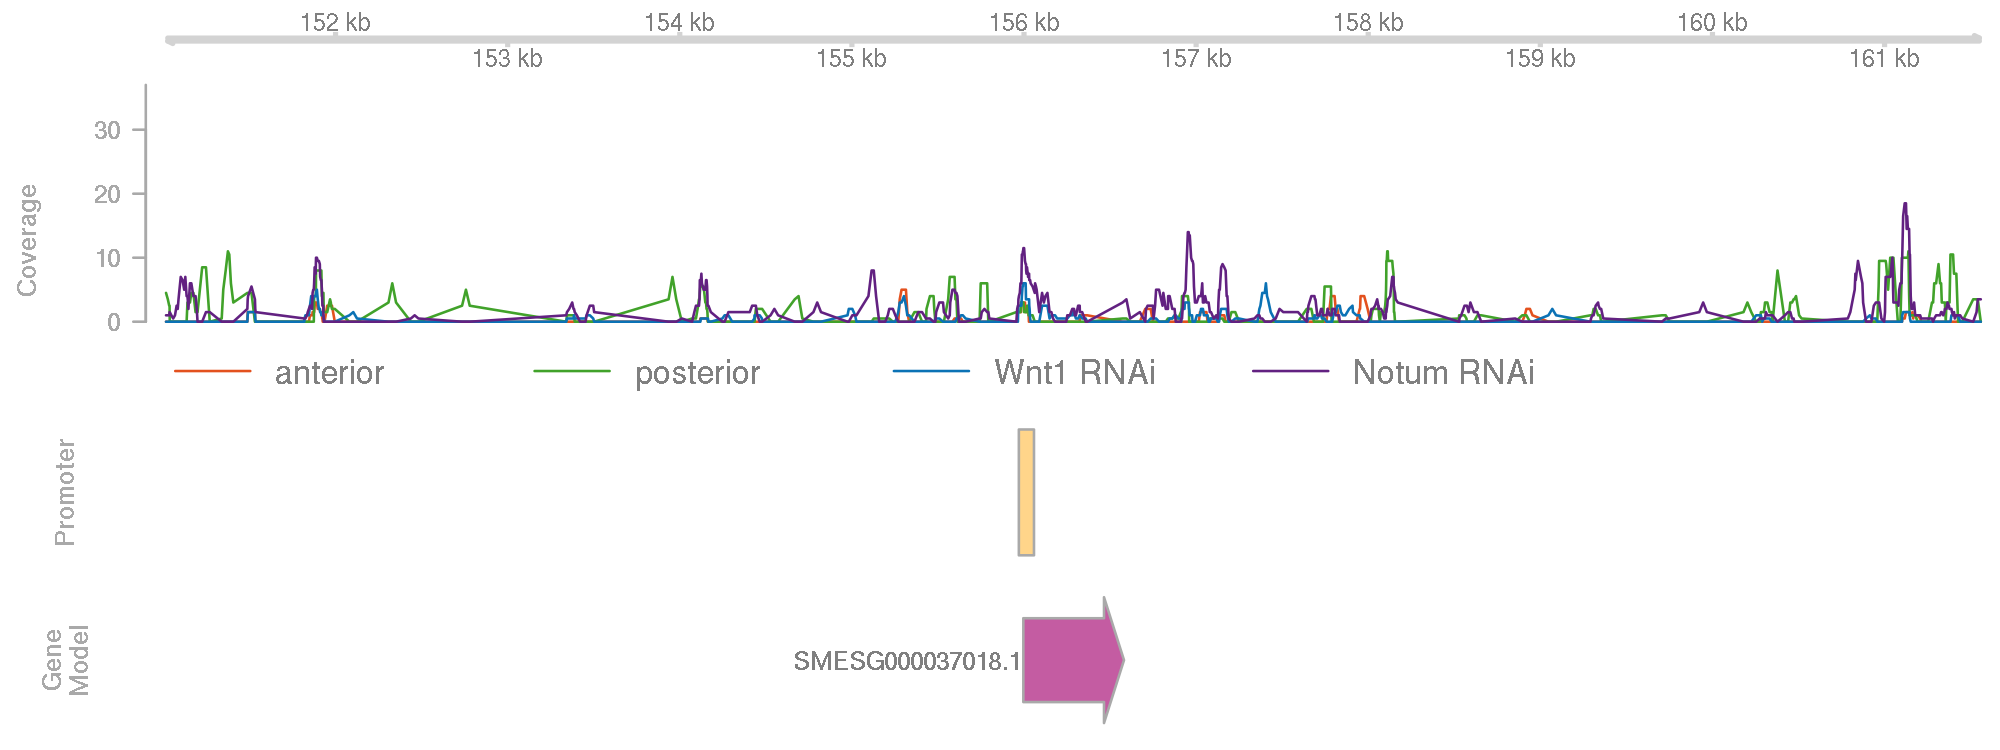 152 kb 154 kb 156 kb 158 kb 160 kb
153 kb 155 kb 157 kb 159 kb 161 kb
Coverage
30
20
10
0
anterior posterior Wnt1 RNAi Notum RNAi
Promoter
Gene
Model
SMESG000037018.1